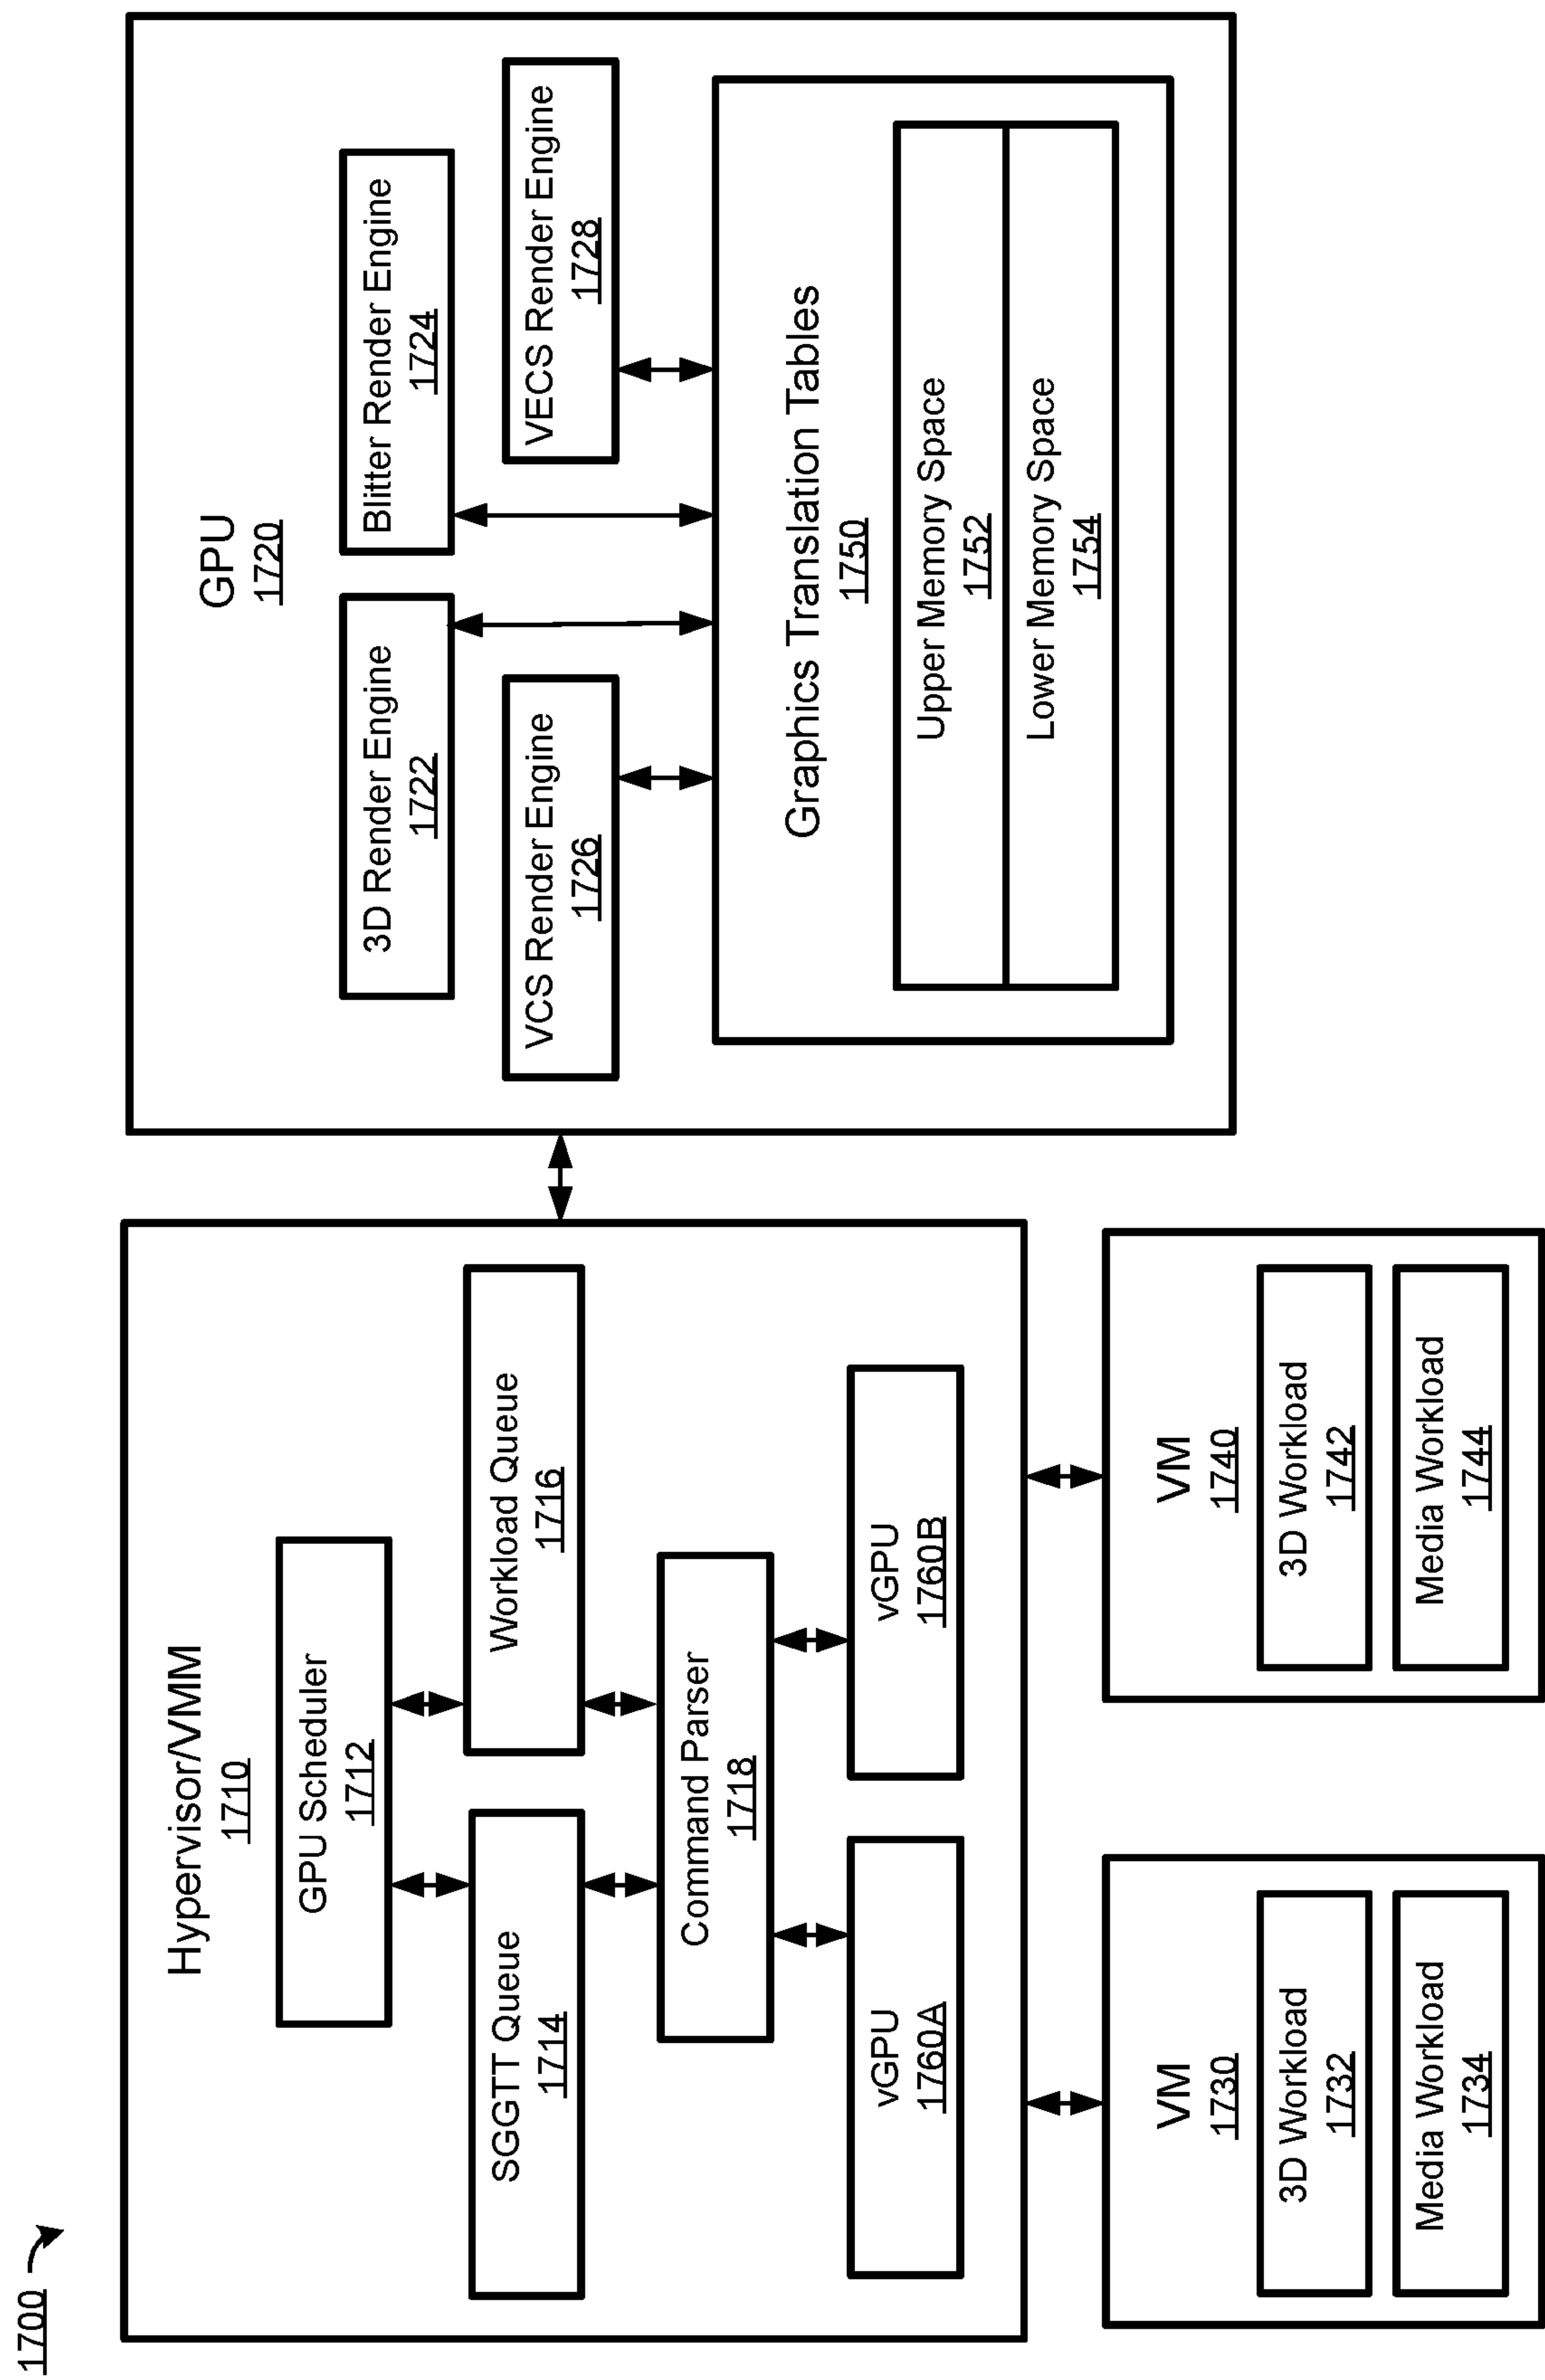 1700
Hypervisor/VMM
1710
GPU Scheduler
1712
SGGTT Queue
1714
Workload Queue
1716
Command Parser
1718
vGPU
1760A
vGPU
1760B
VM
1730
3D Workload
1732
Media Workload
1734
VM
1740
3D Workload
1742
Media Workload
1744
GPU
1720
3D Render Engine
1722
Blitter Render Engine
1724
VCS Render Engine
1726
VECS Render Engine
1728
Graphics Translation Tables
1750
Upper Memory Space
1752
Lower Memory Space
1754